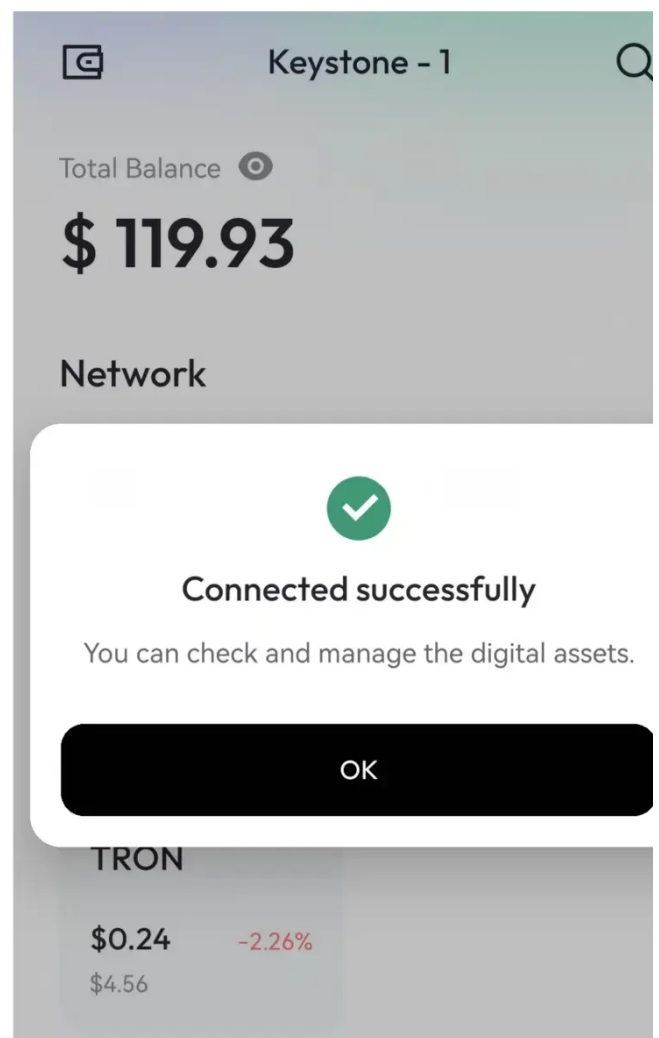 Keystone - 1
Total Balance
$ 119.93
Network
Connected successfully
You can check and manage the digital assets.
OK
TRON
$0.24 -2.26%
$4.56